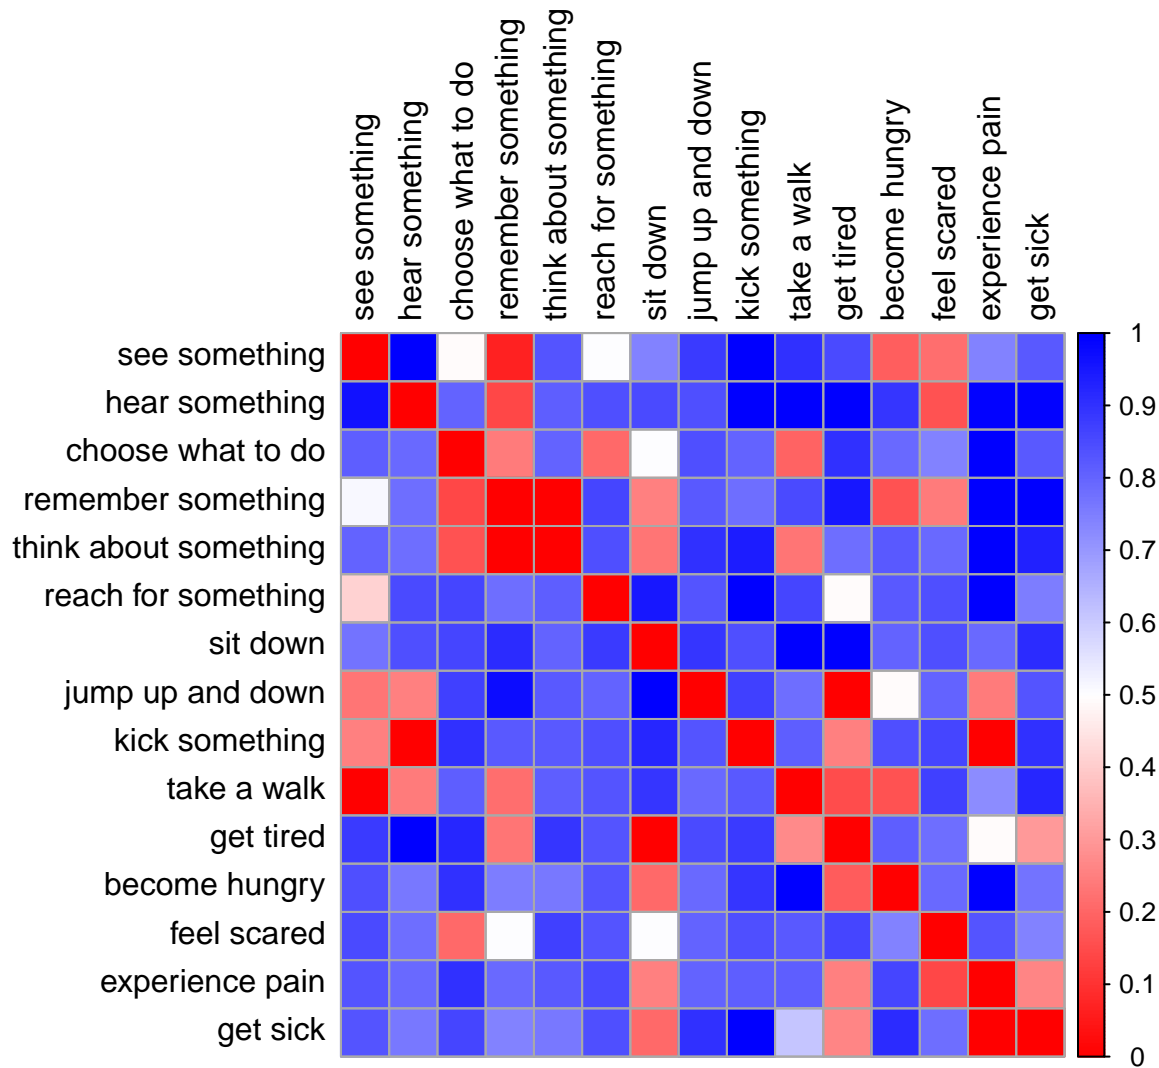 see something
hear something
choose what to do
remember something
think about something
reach for something
sit down
jump up and down
kick something
take a walk
get tired
become hungry
feel scared
experience pain
get sick
see something
hear something
choose what to do
remember something
think about something
reach for something
sit down
jump up and down
kick something
take a walk
get tired
become hungry
feel scared
experience pain
get sick
1
0.9
0.8
0.7
0.6
0.5
0.4
0.3
0.2
0.1
0